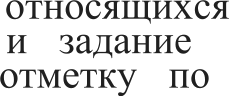 относящихся
и задание
отметку по